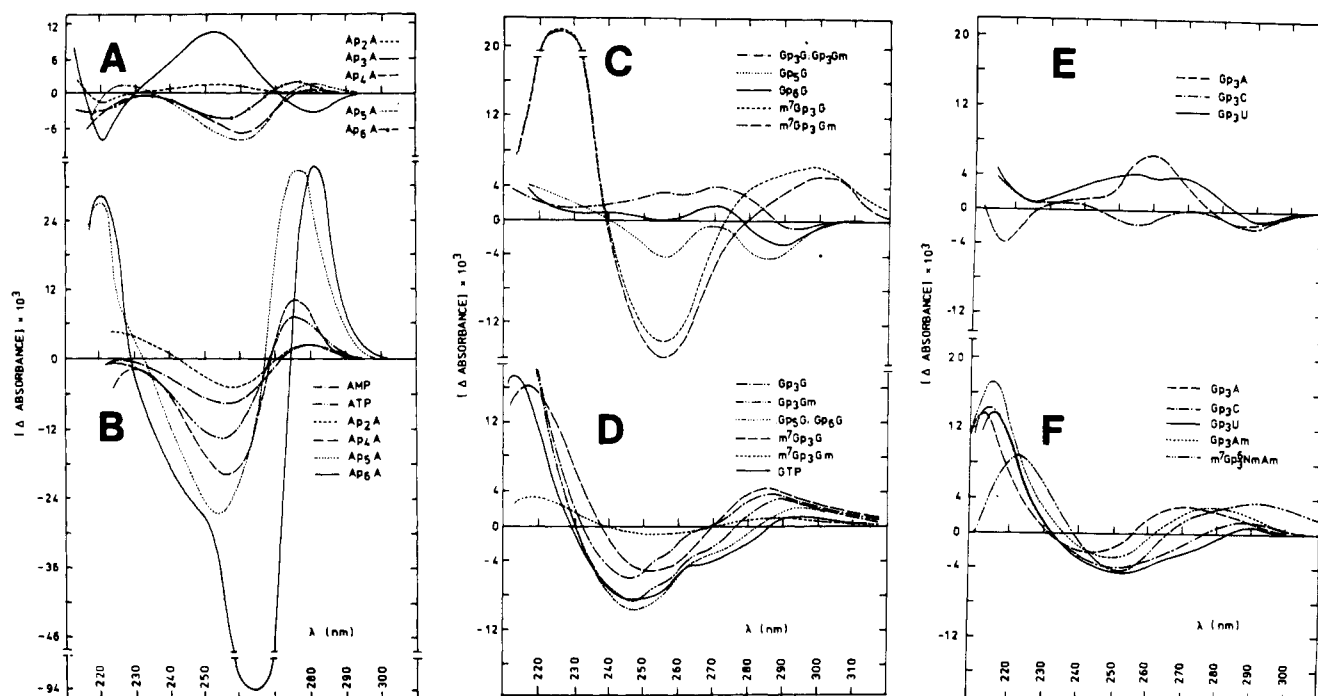 A
12
6
0
-6
Ap2A
Ap3A
Ap4A
Ap5A
Ap6A
[Δ ABSORBANCE] × 10³
B
24
12
0
-12
-24
-36
-46
-94
AMP
ATP
Ap2A
Ap4A
Ap5A
Ap6A
λ (nm)
220 230 240 250 260 270 280 290 300
C
20
12
4
0
-4
-12
Gp3G; Gp3Gm
Gp5G
Gp6G
m⁷Gp3G
m⁷Gp3Gm
[Δ ABSORBANCE] × 10³
D
12
4
0
-4
-12
Gp3G
Gp3Gm
Gp5G; Gp6G
m⁷Gp3G
m⁷Gp3Gm
GTP
λ (nm)
220 230 240 250 260 270 280 290 300 310
E
20
12
4
0
-4
-12
Gp3A
Gp3C
Gp3U
[Δ ABSORBANCE] × 10³
F
20
12
4
0
-4
-12
Gp3A
Gp3C
Gp3U
Gp3Am
λ (nm)
220 230 240 250 260 270 280 290 300